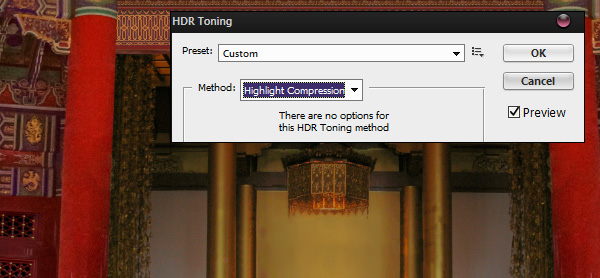 HDR Toning
Preset: Custom
OK
Method: Highlight Compression
Cancel
There are no options for
this HDR Toning method
Preview